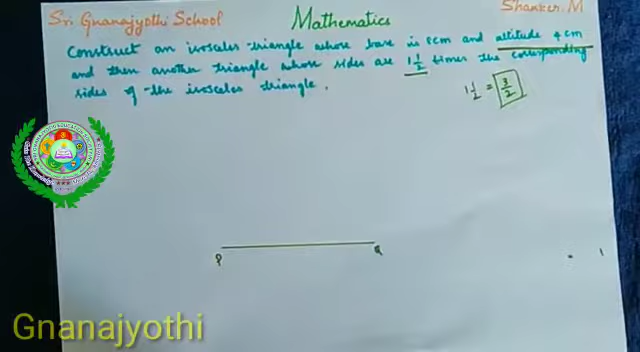 Sri Gnanajyothi School
Mathematics
Shanker.M
Construct an isosceles triangle whose base is 8cm and altitude 4cm
and then another triangle whose sides are 1 1/2 times the corresponding
sides of the isosceles triangle.
1 1/2 = 3/2
P Q
Gnanajyothi